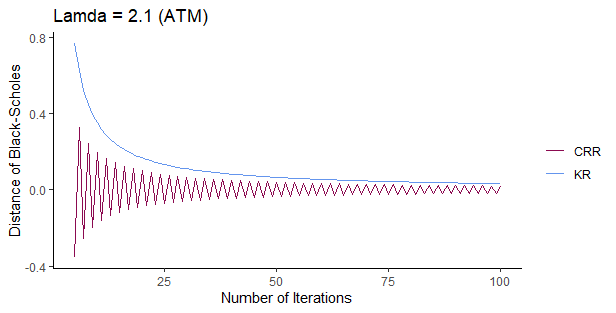 Lamda = 2.1 (ATM)
Distance of Black-Scholes
0.8
0.4
0.0
-0.4
25
50
75
100
Number of Iterations
CRR
KR